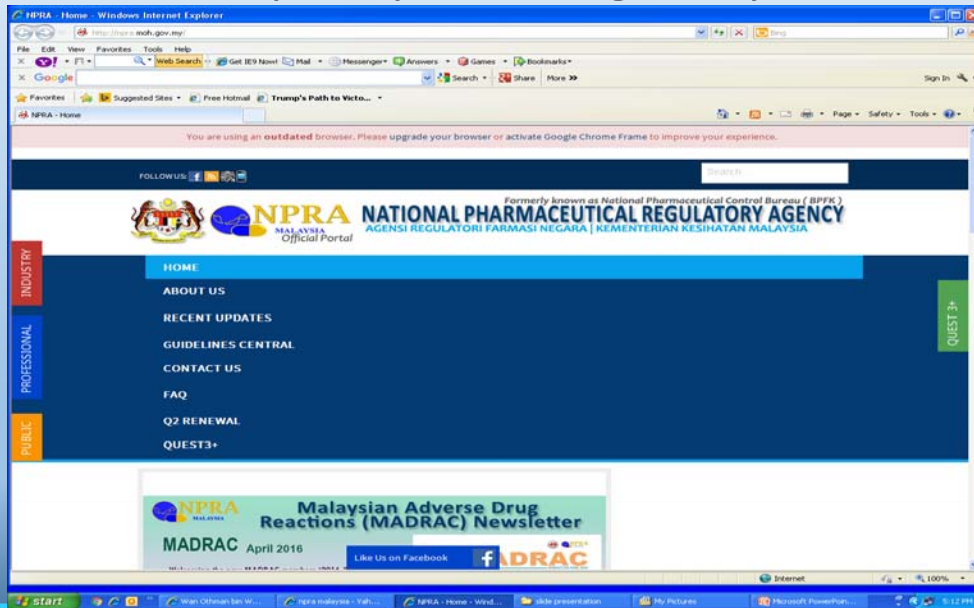 NPRA - Home - Windows Internet Explorer
http://npra.moh.gov.my/
Bing
File Edit View Favorites Tools Help
Web Search Get IE9 Now! Mail Messenger Answers Games Bookmarks
Google Search Share More >> Sign In
Favorites Suggested Sites Free Hotmail Trump's Path to Victo...
NPRA - Home Page Safety Tools
You are using an outdated browser. Please upgrade your browser or activate Google Chrome Frame to improve your experience.
FOLLOW US: Search
Formerly known as National Pharmaceutical Control Bureau ( BPFK )
NPRA NATIONAL PHARMACEUTICAL REGULATORY AGENCY
MALAYSIA AGENSI REGULATORI FARMASI NEGARA | KEMENTERIAN KESIHATAN MALAYSIA
Official Portal
INDUSTRY
PROFESSIONAL
PUBLIC
HOME
ABOUT US
RECENT UPDATES
GUIDELINES CENTRAL
CONTACT US
FAQ
Q2 RENEWAL
QUEST3+
QUEST 3+
NPRA
MALAYSIA
Malaysian Adverse Drug
Reactions (MADRAC) Newsletter
MADRAC April 2016
Like Us on Facebook
Internet 100%
start Wan Othman bin W... npra malaysia - Yah... NPRA - Home - Wind... slide presentation My Pictures Microsoft PowerPoin... 5:12 PM